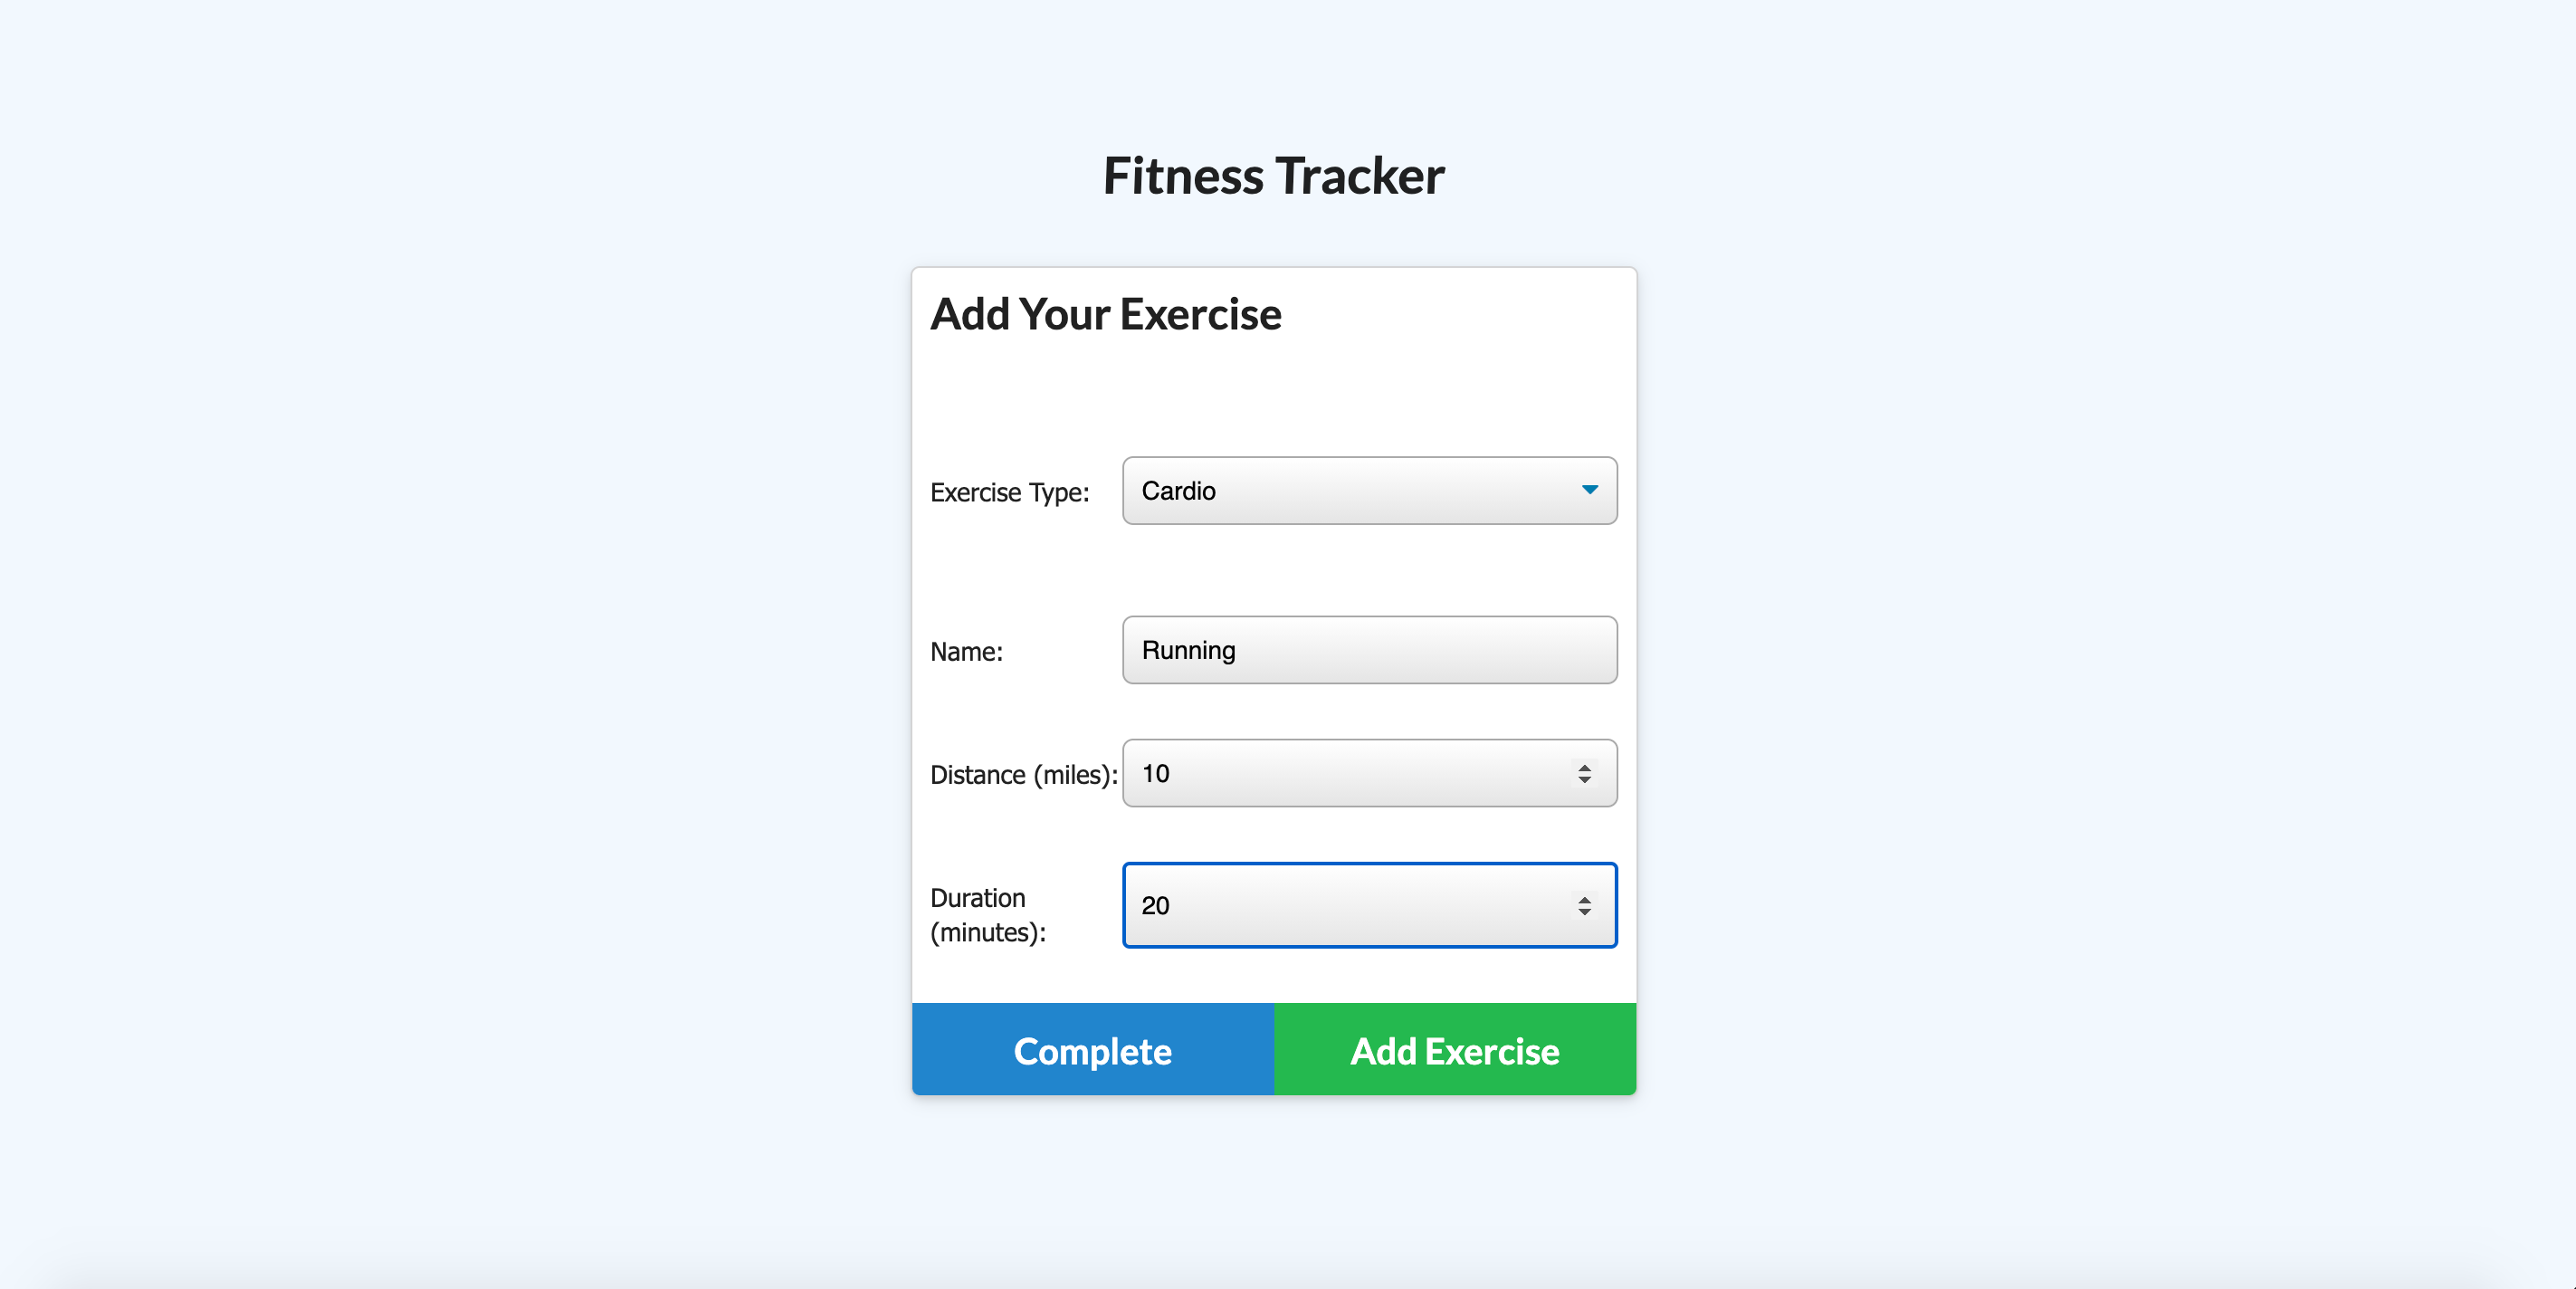 Fitness Tracker
Add Your Exercise
Exercise Type: Cardio
Name: Running
Distance (miles): 10
Duration
(minutes): 20
Complete Add Exercise